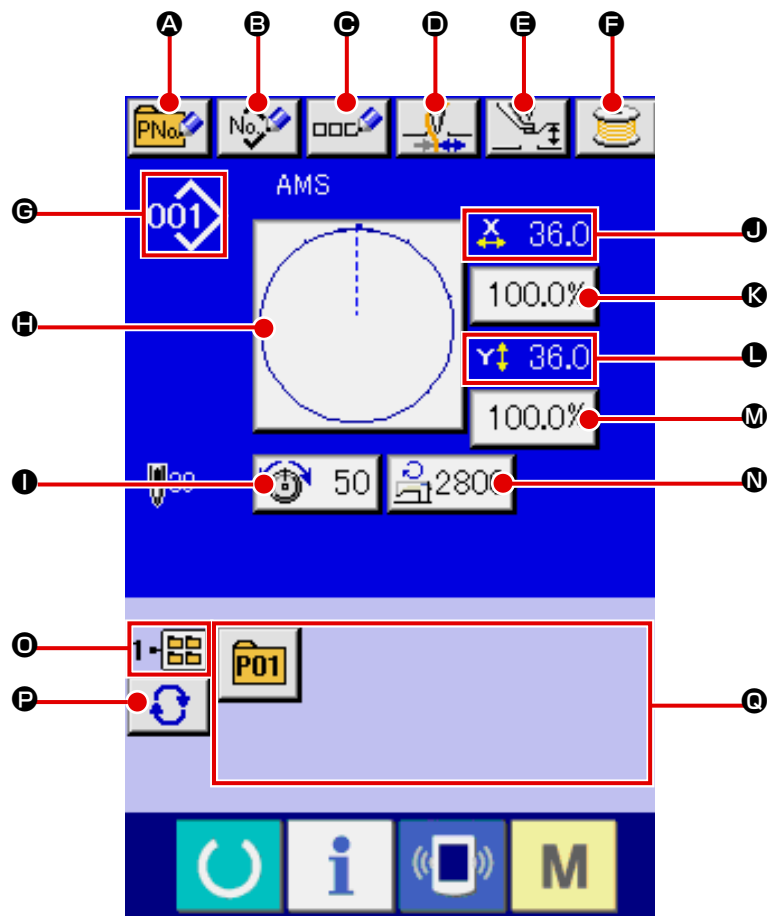 A B C D E F
PNo. No.
G 001 AMS
X 36.0 J
100.0% K
H
Y 36.0 L
100.0% M
I 50 2800 N
O 1
P01
P Q
i M